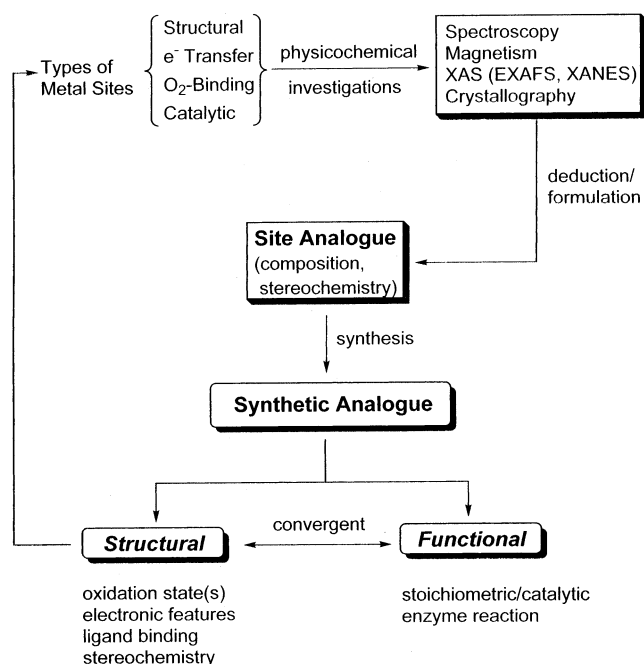 Types of
Metal Sites
Structural
e⁻ Transfer
O₂-Binding
Catalytic
physicochemical
investigations
Spectroscopy
Magnetism
XAS (EXAFS, XANES)
Crystallography
deduction/
formulation
Site Analogue
(composition,
stereochemistry)
synthesis
Synthetic Analogue
Structural
convergent
Functional
oxidation state(s)
electronic features
ligand binding
stereochemistry
stoichiometric/catalytic
enzyme reaction